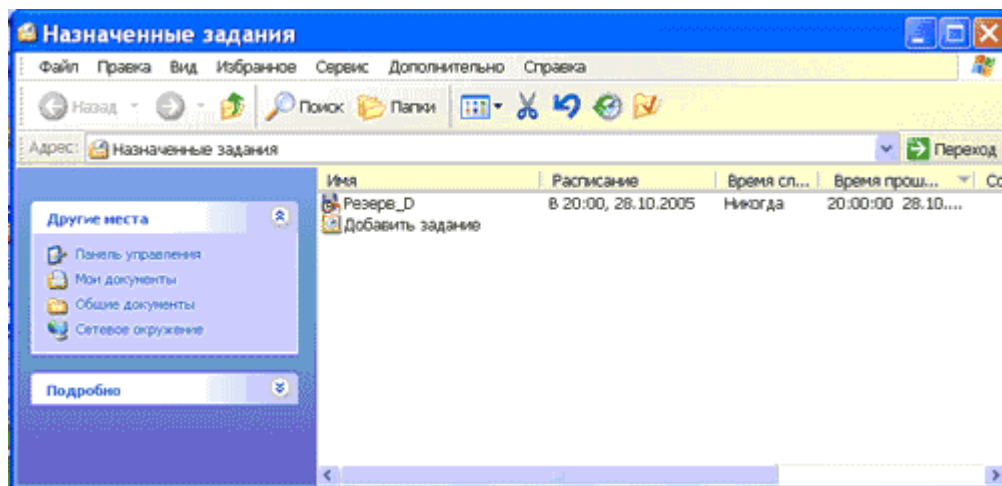 Назначенные задания
Файл Правка Вид Избранное Сервис Дополнительно Справка
Назад Поиск Папки
Адрес: Назначенные задания Переход
Имя Расписание Время сл... Время прош... Со
Резерв_D В 20:00, 28.10.2005 Никогда 20:00:00 28.10....
Добавить задание
Другие места
Панель управления
Мои документы
Общие документы
Сетевое окружение
Подробно